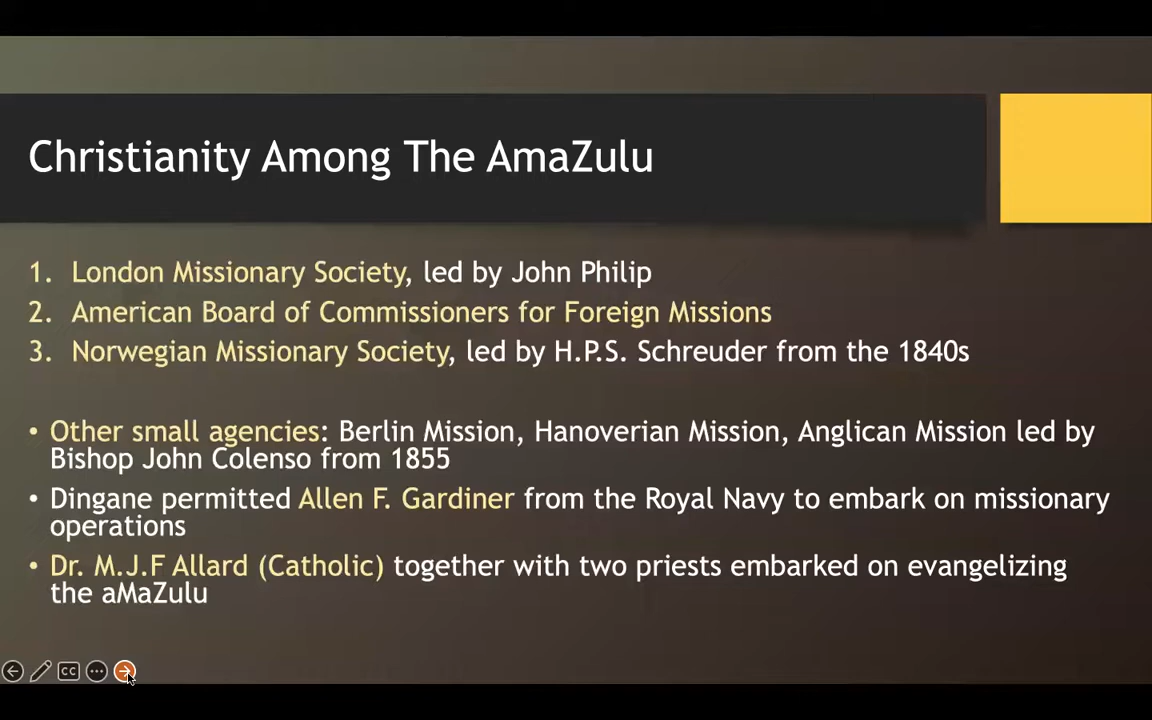 Christianity Among The AmaZulu
1. London Missionary Society, led by John Philip
2. American Board of Commissioners for Foreign Missions
3. Norwegian Missionary Society, led by H.P.S. Schreuder from the 1840s
• Other small agencies: Berlin Mission, Hanoverian Mission, Anglican Mission led by
Bishop John Colenso from 1855
• Dingane permitted Allen F. Gardiner from the Royal Navy to embark on missionary
operations
• Dr. M.J.F Allard (Catholic) together with two priests embarked on evangelizing
the aMaZulu
CC